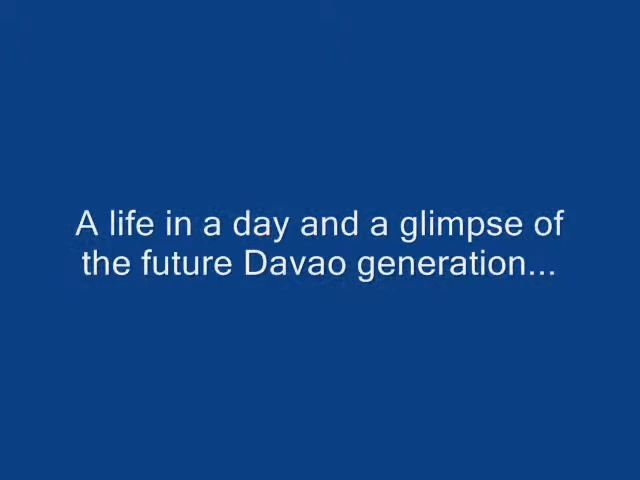 A life in a day and a glimpse of
the future Davao generation...